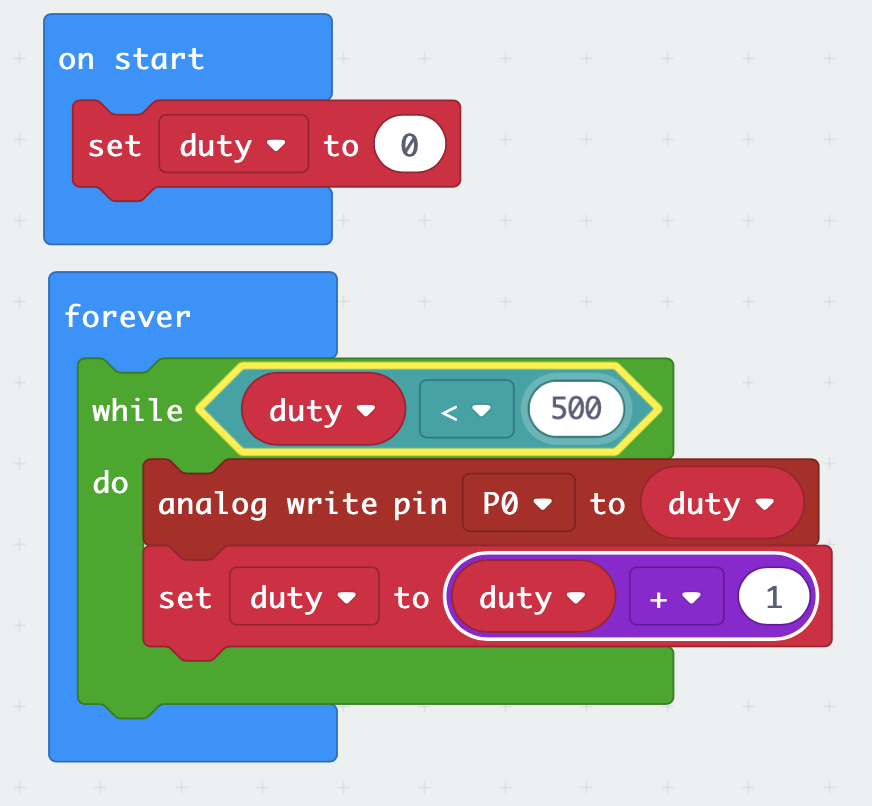 on start
set duty to 0
forever
while duty < 500
do
analog write pin P0 to duty
set duty to duty + 1